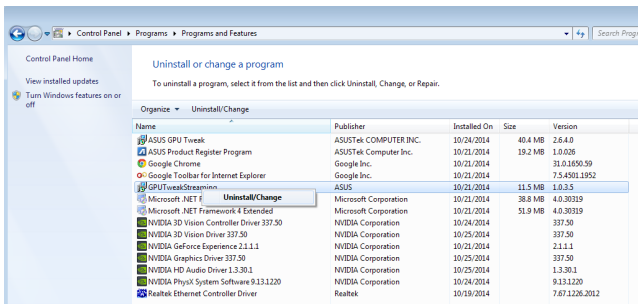 Control Panel ▸ Programs ▸ Programs and Features
Search Prog
Control Panel Home
View installed updates
Turn Windows features on or
off
Uninstall or change a program
To uninstall a program, select it from the list and then click Uninstall, Change, or Repair.
Organize Uninstall/Change
Name Publisher Installed On Size Version
ASUS GPU Tweak ASUSTek COMPUTER INC. 10/24/2014 40.4 MB 2.6.4.0
ASUS Product Register Program ASUSTek Computer Inc. 10/21/2014 19.2 MB 1.0.026
Google Chrome Google Inc. 10/21/2014 31.0.1650.59
Google Toolbar for Internet Explorer Google Inc. 10/21/2014 7.5.4501.1952
GPUTweakStreaming ASUS 10/21/2014 11.5 MB 1.0.3.5
Microsoft .NET F Uninstall/Change Microsoft Corporation 10/21/2014 38.8 MB 4.0.30319
Microsoft .NET Framework 4 Extended Microsoft Corporation 10/21/2014 51.9 MB 4.0.30319
NVIDIA 3D Vision Controller Driver 337.50 NVIDIA Corporation 10/24/2014 337.50
NVIDIA 3D Vision Driver 337.50 NVIDIA Corporation 10/25/2014 337.50
NVIDIA GeForce Experience 2.1.1.1 NVIDIA Corporation 10/21/2014 2.1.1.1
NVIDIA Graphics Driver 337.50 NVIDIA Corporation 10/25/2014 337.50
NVIDIA HD Audio Driver 1.3.30.1 NVIDIA Corporation 10/25/2014 1.3.30.1
NVIDIA PhysX System Software 9.13.1220 NVIDIA Corporation 10/24/2014 9.13.1220
Realtek Ethernet Controller Driver Realtek 10/19/2014 7.67.1226.2012